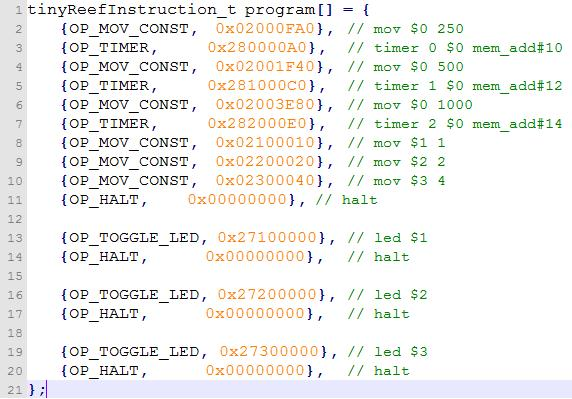 1 tinyReefInstruction_t program[] = {
2 {OP_MOV_CONST, 0x02000FA0}, // mov $0 250
3 {OP_TIMER, 0x280000A0}, // timer 0 $0 mem_add#10
4 {OP_MOV_CONST, 0x02001F40}, // mov $0 500
5 {OP_TIMER, 0x281000C0}, // timer 1 $0 mem_add#12
6 {OP_MOV_CONST, 0x02003E80}, // mov $0 1000
7 {OP_TIMER, 0x282000E0}, // timer 2 $0 mem_add#14
8 {OP_MOV_CONST, 0x02100010}, // mov $1 1
9 {OP_MOV_CONST, 0x02200020}, // mov $2 2
10 {OP_MOV_CONST, 0x02300040}, // mov $3 4
11 {OP_HALT, 0x00000000}, // halt
12
13 {OP_TOGGLE_LED, 0x27100000}, // led $1
14 {OP_HALT, 0x00000000}, // halt
15
16 {OP_TOGGLE_LED, 0x27200000}, // led $2
17 {OP_HALT, 0x00000000}, // halt
18
19 {OP_TOGGLE_LED, 0x27300000}, // led $3
20 {OP_HALT, 0x00000000}, // halt
21 };